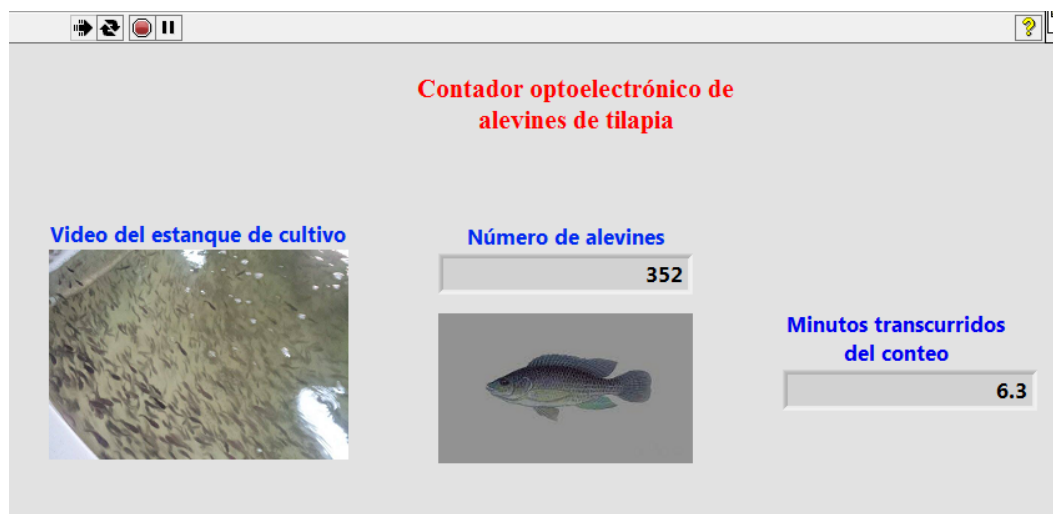 Contador optoelectrónico de
alevines de tilapia
Video del estanque de cultivo
Número de alevines
352
Minutos transcurridos
del conteo
6.3